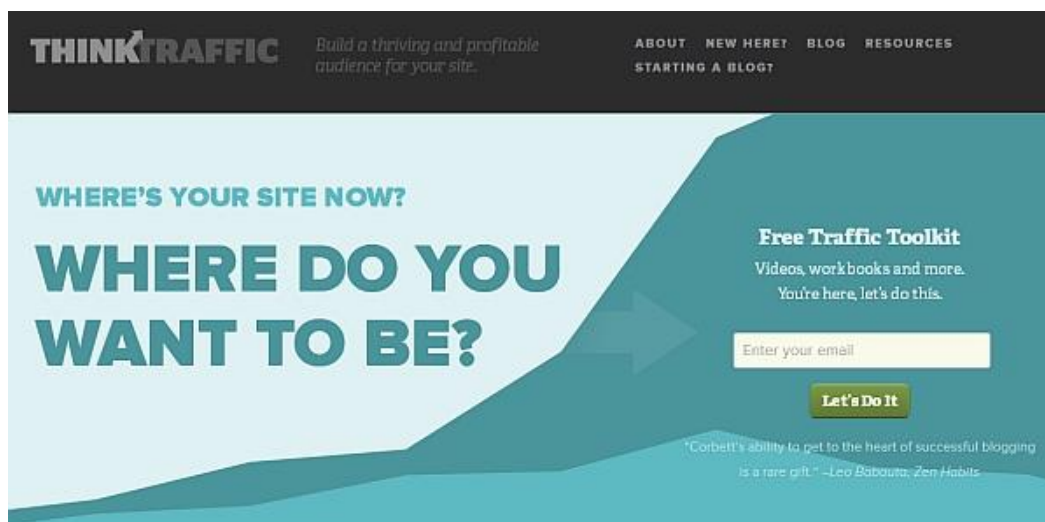 THINKTRAFFIC
Build a thriving and profitable
audience for your site.
ABOUT NEW HERE? BLOG RESOURCES
STARTING A BLOG?
WHERE'S YOUR SITE NOW?
WHERE DO YOU
WANT TO BE?
Free Traffic Toolkit
Videos, workbooks and more.
You're here, let's do this.
Enter your email
Let's Do It
"Corbett's ability to get to the heart of successful blogging
is a rare gift." –Leo Babauta, Zen Habits